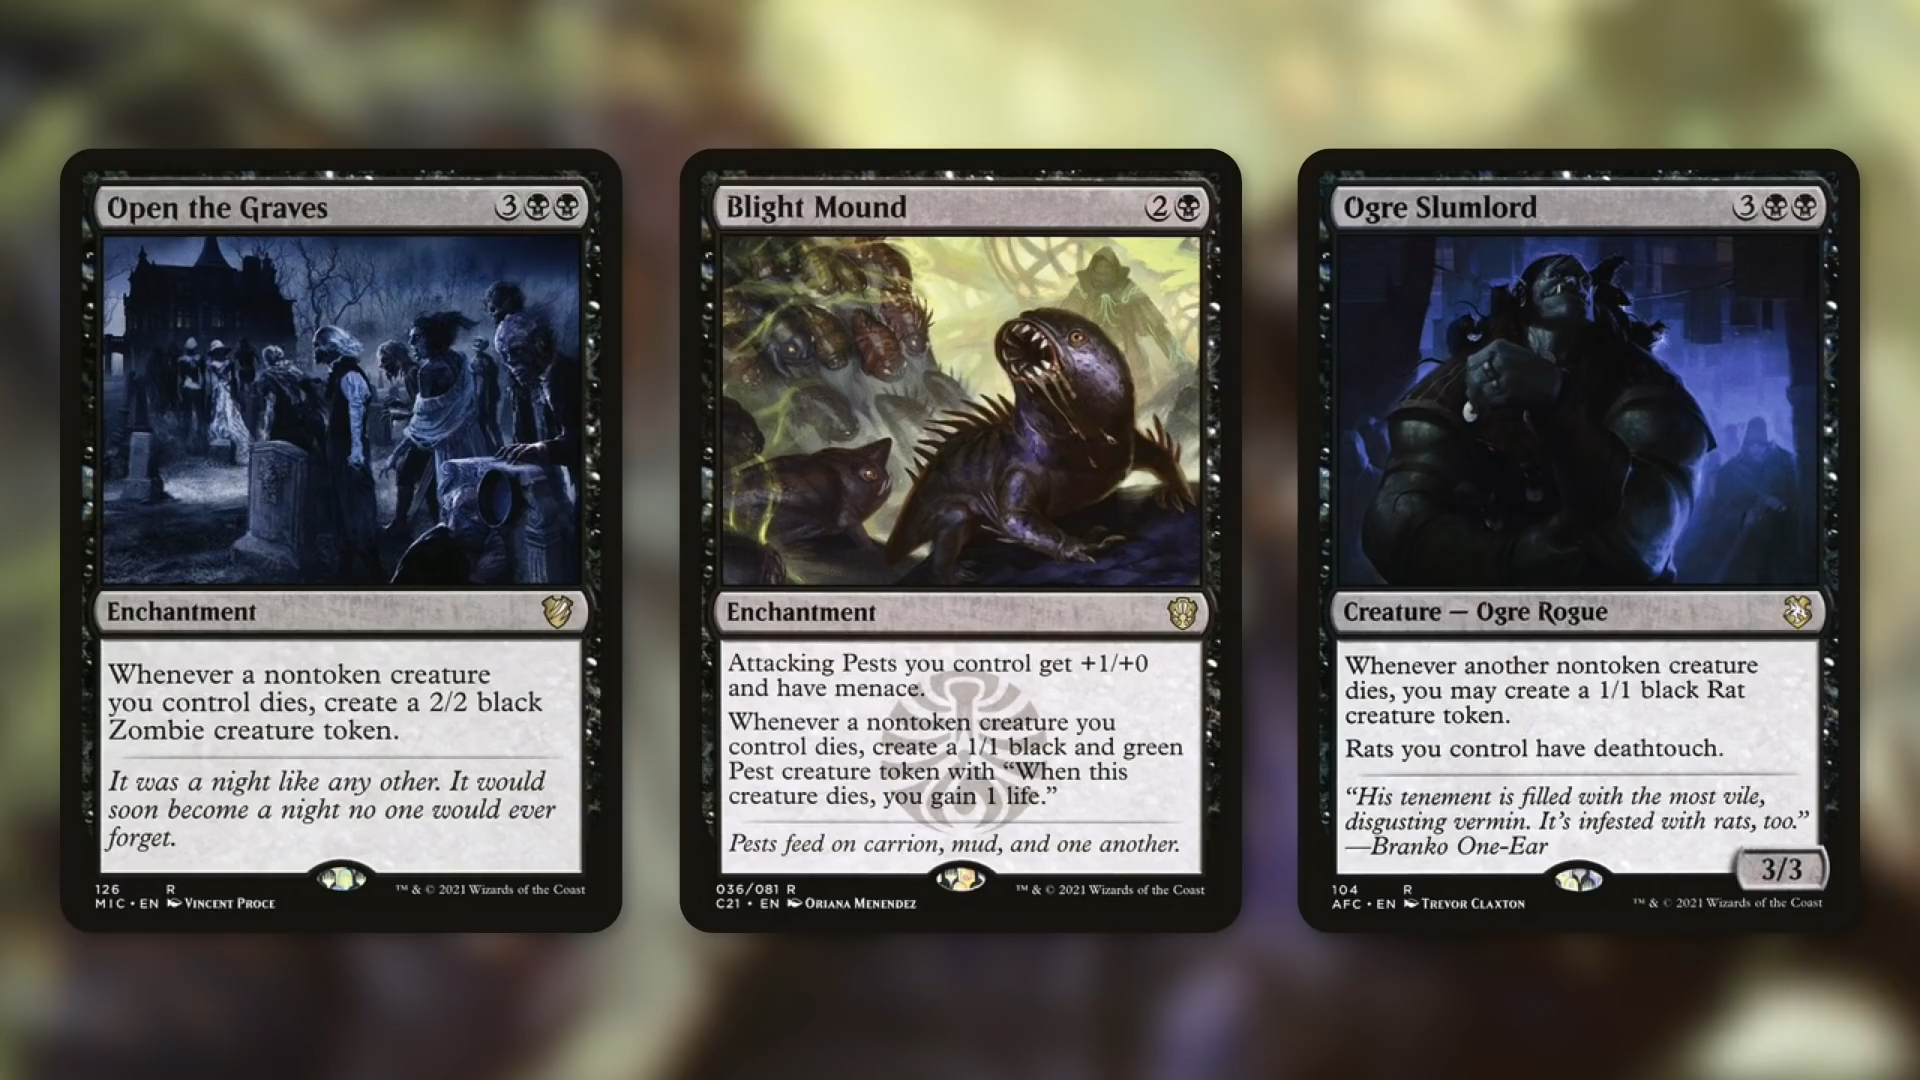 Open the Graves 3
Enchantment
Whenever a nontoken creature
you control dies, create a 2/2 black
Zombie creature token.
It was a night like any other. It would
soon become a night no one would ever
forget.
126 R
MIC • EN VINCENT PROCE
™ & © 2021 Wizards of the Coast
Blight Mound 2
Enchantment
Attacking Pests you control get +1/+0
and have menace.
Whenever a nontoken creature you
control dies, create a 1/1 black and green
Pest creature token with “When this
creature dies, you gain 1 life.”
Pests feed on carrion, mud, and one another.
036/081 R
C21 • EN ORIANA MENENDEZ
™ & © 2021 Wizards of the Coast
Ogre Slumlord 3
Creature — Ogre Rogue
Whenever another nontoken creature
dies, you may create a 1/1 black Rat
creature token.
Rats you control have deathtouch.
“His tenement is filled with the most vile,
disgusting vermin. It’s infested with rats, too.”
—Branko One-Ear
3/3
104 R
AFC • EN TREVOR CLAXTON
™ & © 2021 Wizards of the Coast